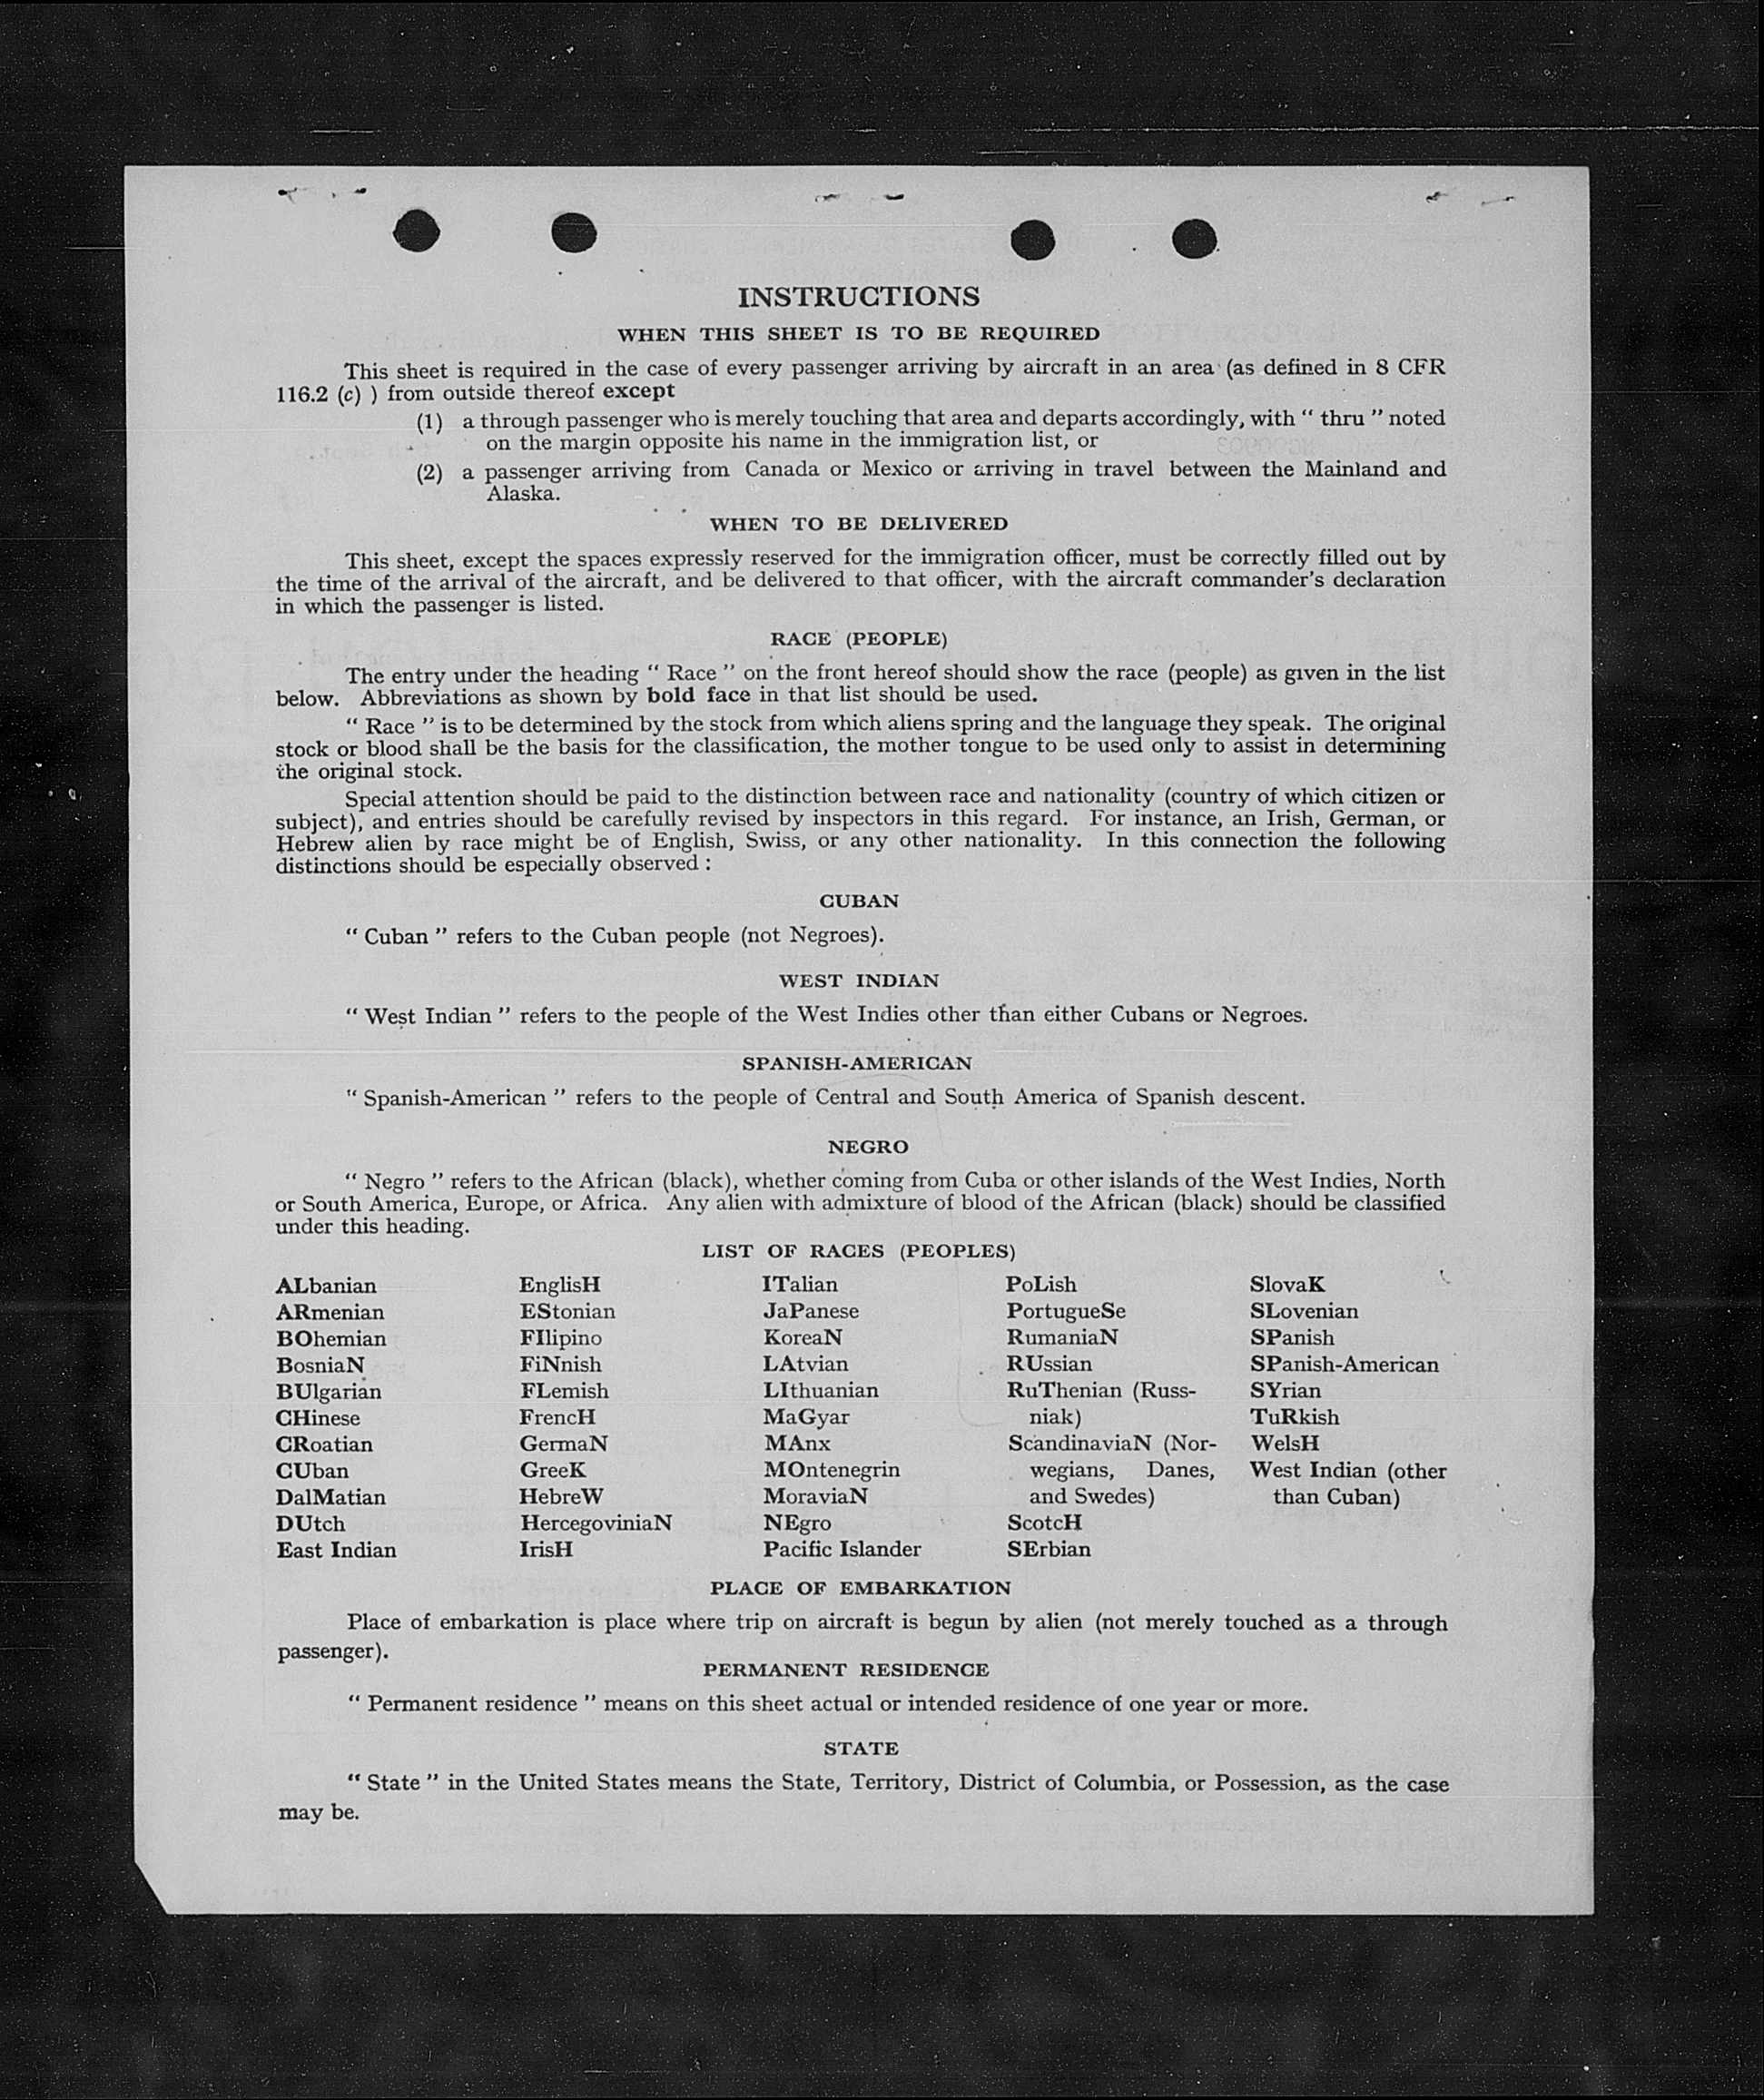 INSTRUCTIONS
WHEN THIS SHEET IS TO BE REQUIRED
This sheet is required in the case of every passenger arriving by aircraft in an area (as defined in 8 CFR
116.2 (c) ) from outside thereof except
(1) a through passenger who is merely touching that area and departs accordingly, with “ thru ” noted
on the margin opposite his name in the immigration list, or
(2) a passenger arriving from Canada or Mexico or arriving in travel between the Mainland and
Alaska.
WHEN TO BE DELIVERED
This sheet, except the spaces expressly reserved for the immigration officer, must be correctly filled out by
the time of the arrival of the aircraft, and be delivered to that officer, with the aircraft commander’s declaration
in which the passenger is listed.
RACE (PEOPLE)
The entry under the heading “ Race ” on the front hereof should show the race (people) as given in the list
below. Abbreviations as shown by bold face in that list should be used.
“ Race ” is to be determined by the stock from which aliens spring and the language they speak. The original
stock or blood shall be the basis for the classification, the mother tongue to be used only to assist in determining
the original stock.
Special attention should be paid to the distinction between race and nationality (country of which citizen or
subject), and entries should be carefully revised by inspectors in this regard. For instance, an Irish, German, or
Hebrew alien by race might be of English, Swiss, or any other nationality. In this connection the following
distinctions should be especially observed :
CUBAN
“ Cuban ” refers to the Cuban people (not Negroes).
WEST INDIAN
“ West Indian ” refers to the people of the West Indies other than either Cubans or Negroes.
SPANISH-AMERICAN
“ Spanish-American ” refers to the people of Central and South America of Spanish descent.
NEGRO
“ Negro ” refers to the African (black), whether coming from Cuba or other islands of the West Indies, North
or South America, Europe, or Africa. Any alien with admixture of blood of the African (black) should be classified
under this heading.
LIST OF RACES (PEOPLES)
ALbanian
ARmenian
BOhemian
BosniaN
BUlgarian
CHinese
CRoatian
CUban
DalMatian
DUtch
East Indian
EnglisH
EStonian
FIlipino
FiNnish
FLemish
FrencH
GermaN
GreeK
HebreW
HercegoviniaN
IrisH
ITalian
JaPanese
KoreaN
LAtvian
LIthuanian
MaGyar
MAnx
MOntenegrin
MoraviaN
NEgro
Pacific Islander
PoLish
PortugueSe
RumaniaN
RUssian
RuThenian (Russ-
niak)
ScandinaviaN (Nor-
wegians, Danes,
and Swedes)
ScotcH
SErbian
SlovaK
SLovenian
SPanish
SPanish-American
SYrian
TuRkish
WelsH
West Indian (other
than Cuban)
PLACE OF EMBARKATION
Place of embarkation is place where trip on aircraft is begun by alien (not merely touched as a through
passenger).
PERMANENT RESIDENCE
“ Permanent residence ” means on this sheet actual or intended residence of one year or more.
STATE
“ State ” in the United States means the State, Territory, District of Columbia, or Possession, as the case
may be.